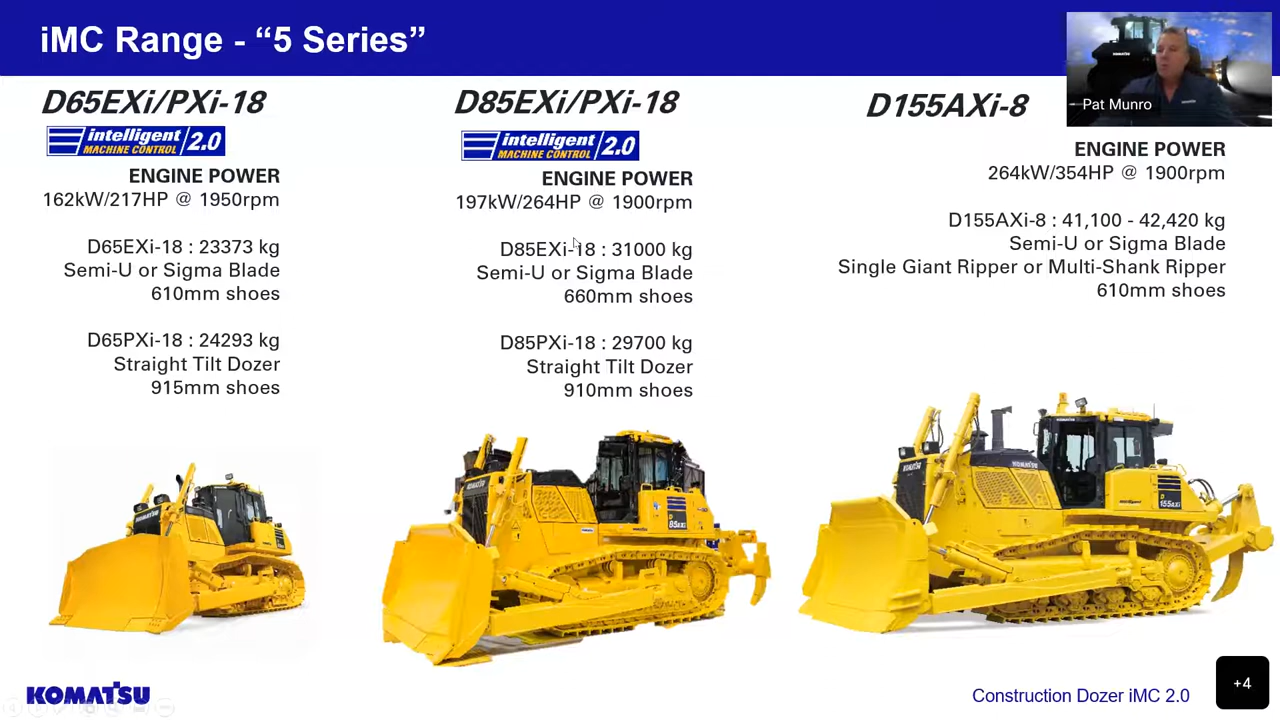 iMC Range - “5 Series”
Pat Munro
D65EXi/PXi-18
intelligent
MACHINE CONTROL
2.0
ENGINE POWER
162kW/217HP @ 1950rpm
D65EXi-18 : 23373 kg
Semi-U or Sigma Blade
610mm shoes
D65PXi-18 : 24293 kg
Straight Tilt Dozer
915mm shoes
D85EXi/PXi-18
intelligent
MACHINE CONTROL
2.0
ENGINE POWER
197kW/264HP @ 1900rpm
D85EXi-18 : 31000 kg
Semi-U or Sigma Blade
660mm shoes
D85PXi-18 : 29700 kg
Straight Tilt Dozer
910mm shoes
D155AXi-8
ENGINE POWER
264kW/354HP @ 1900rpm
D155AXi-8 : 41,100 - 42,420 kg
Semi-U or Sigma Blade
Single Giant Ripper or Multi-Shank Ripper
610mm shoes
KOMATSU
D
85AXi
KOMATSU
D
155AXi
KOMATSU
Construction Dozer iMC 2.0
+4